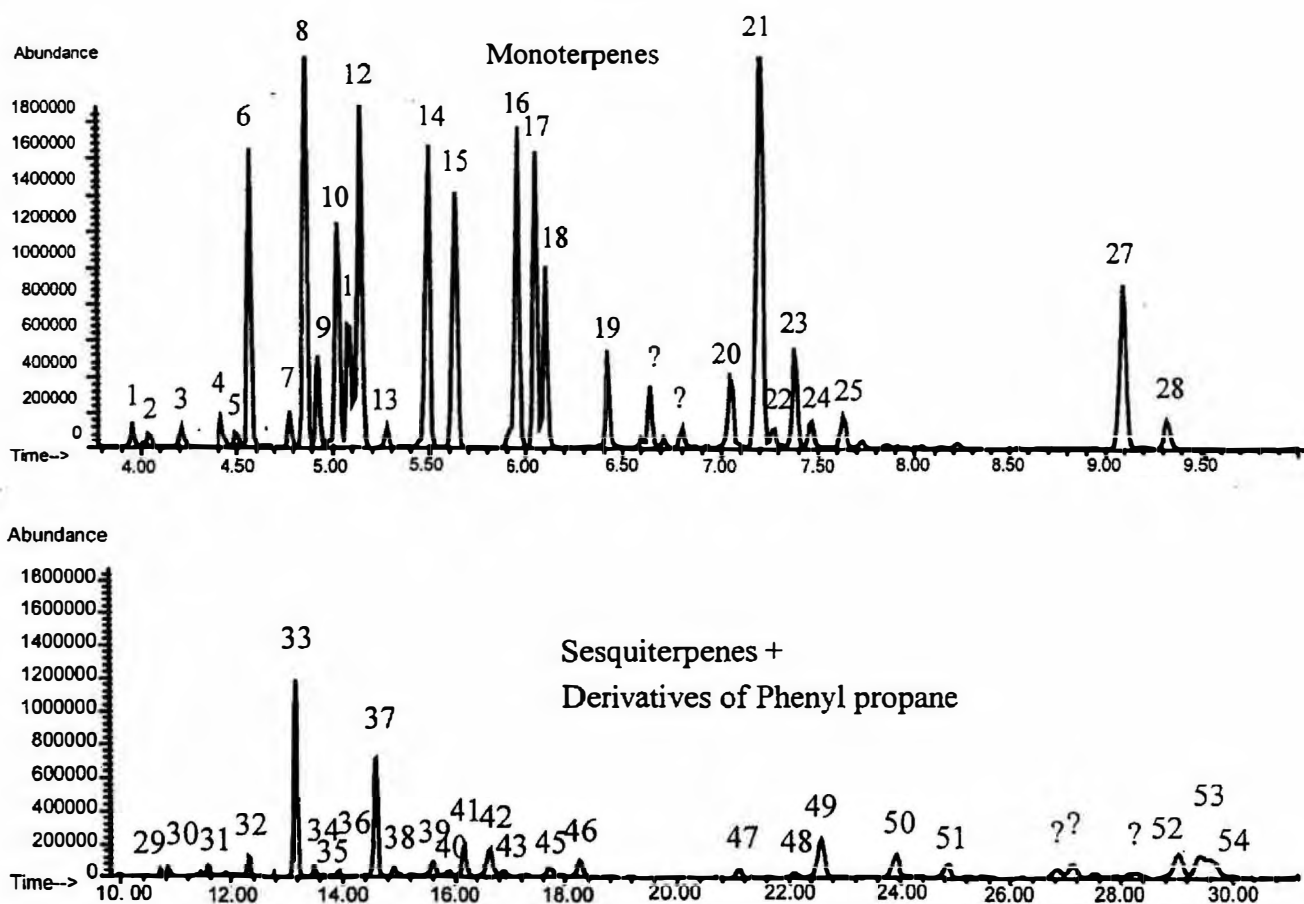 Monoterpenes
Abundance
1800000
1600000
1400000
1200000
1000000
800000
600000
400000
200000
0
Time-->
4.00 4.50 5.00 5.50 6.00 6.50 7.00 7.50 8.00 8.50 9.00 9.50
1 2 3 4 5 6 7 8 9 10 1 12 13 14 15 16 17 18 19 ? ? 20 21 22 23 24 25 27 28
Abundance
1800000
1600000
1400000
1200000
1000000
800000
600000
400000
200000
0
Time-->
Sesquiterpenes +
Derivatives of Phenyl propane
29 30 31 32 33 34 35 36 37 38 39 40 41 42 43 45 46 47 48 49 50 51 ? ? ? 52 53 54
10.00 12.00 14.00 16.00 18.00 20.00 22.00 24.00 26.00 28.00 30.00